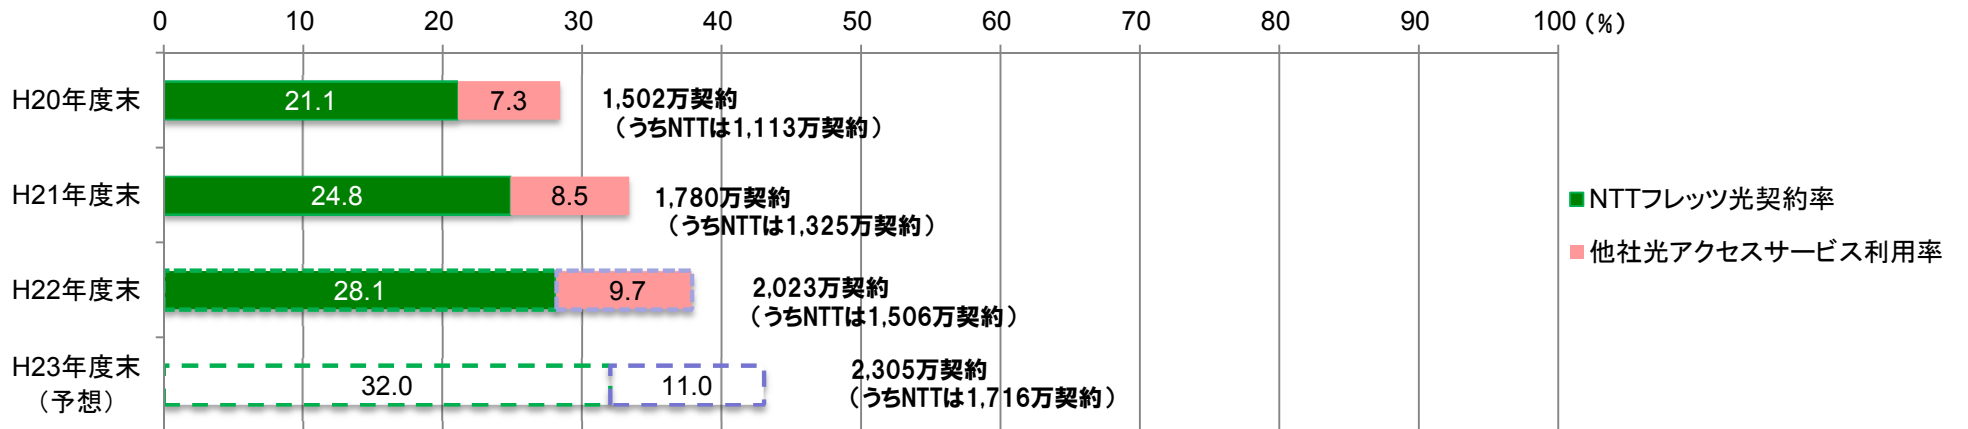 0 10 20 30 40 50 60 70 80 90 100 (%)
H20年度末 21.1 7.3 1,502万契約
(うちNTTは1,113万契約)
H21年度末 24.8 8.5 1,780万契約
(うちNTTは1,325万契約)
■NTTフレッツ光契約率
■他社光アクセスサービス利用率
H22年度末 28.1 9.7 2,023万契約
(うちNTTは1,506万契約)
H23年度末 32.0 11.0 2,305万契約
(予想) (うちNTTは1,716万契約)